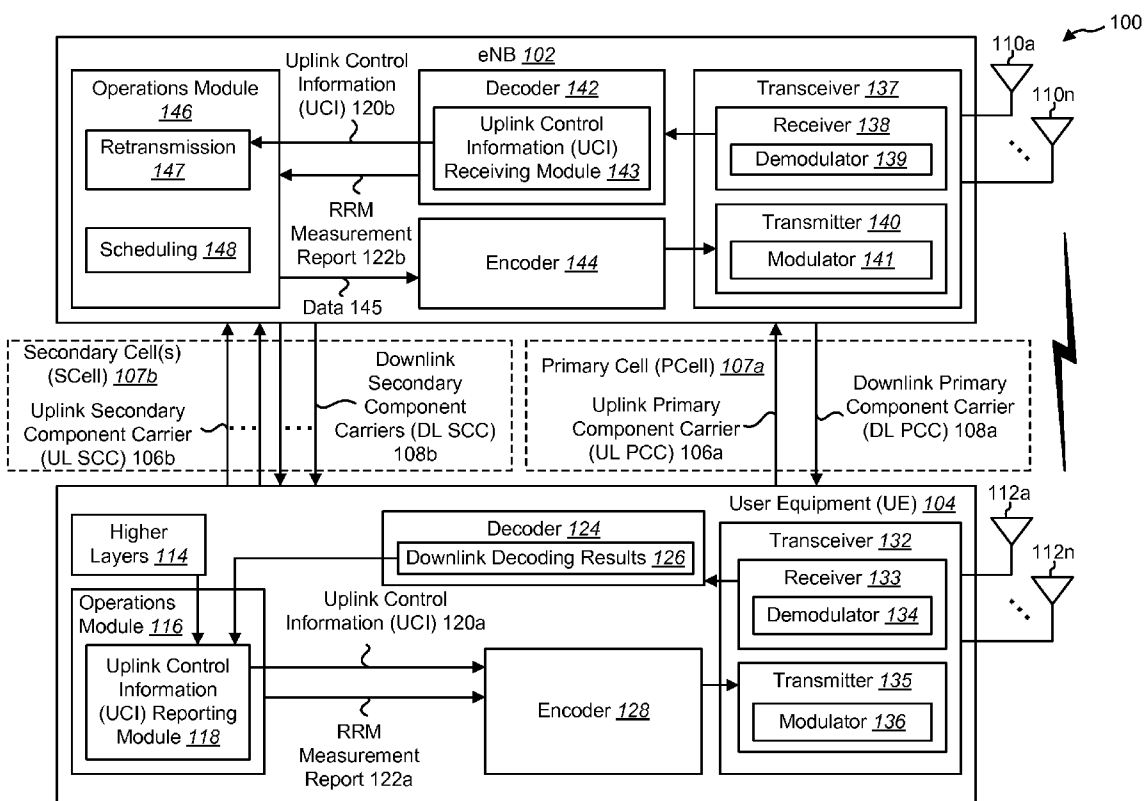 100
eNB 102
110a
110n
Operations Module
146
Retransmission
147
Scheduling 148
Uplink Control
Information
(UCI) 120b
RRM
Measurement
Report 122b
Data 145
Decoder 142
Uplink Control
Information (UCI)
Receiving Module 143
Encoder 144
Transceiver 137
Receiver 138
Demodulator 139
Transmitter 140
Modulator 141
Secondary Cell(s)
(SCell) 107b
Uplink Secondary
Component Carrier
(UL SCC) 106b
Downlink
Secondary
Component
Carriers (DL SCC)
108b
Primary Cell (PCell) 107a
Uplink Primary
Component Carrier
(UL PCC) 106a
Downlink Primary
Component Carrier
(DL PCC) 108a
User Equipment (UE) 104
112a
112n
Higher
Layers 114
Operations
Module 116
Uplink Control
Information
(UCI) Reporting
Module 118
Decoder 124
Downlink Decoding Results 126
Uplink Control
Information (UCI) 120a
RRM
Measurement
Report 122a
Encoder 128
Transceiver 132
Receiver 133
Demodulator 134
Transmitter 135
Modulator 136